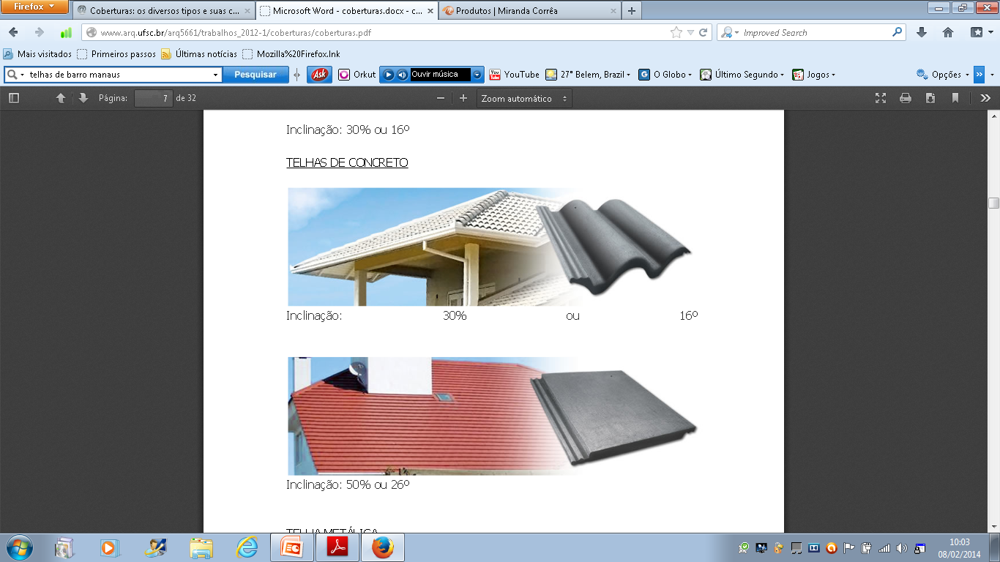 Firefox
Coberturas: os diversos tipos e suas c...
Microsoft Word - coberturas.docx - c...
Produtos | Miranda Corrêa
www.arq.ufsc.br/arq5661/trabalhos_2012-1/coberturas/coberturas.pdf
Improved Search
Mais visitados
Primeiros passos
Últimas notícias
Mozilla%20Firefox.lnk
telhas de barro manaus
Pesquisar
Ask
Orkut
Ouvir música
YouTube
27° Belem, Brazil
O Globo
Último Segundo
Jogos
Opções
Página: 7 de 32
Zoom automático
Inclinação: 30% ou 16º
TELHAS DE CONCRETO
Inclinação: 30% ou 16º
Inclinação: 50% ou 26º
TELHA METÁLICA
10:03
08/02/2014